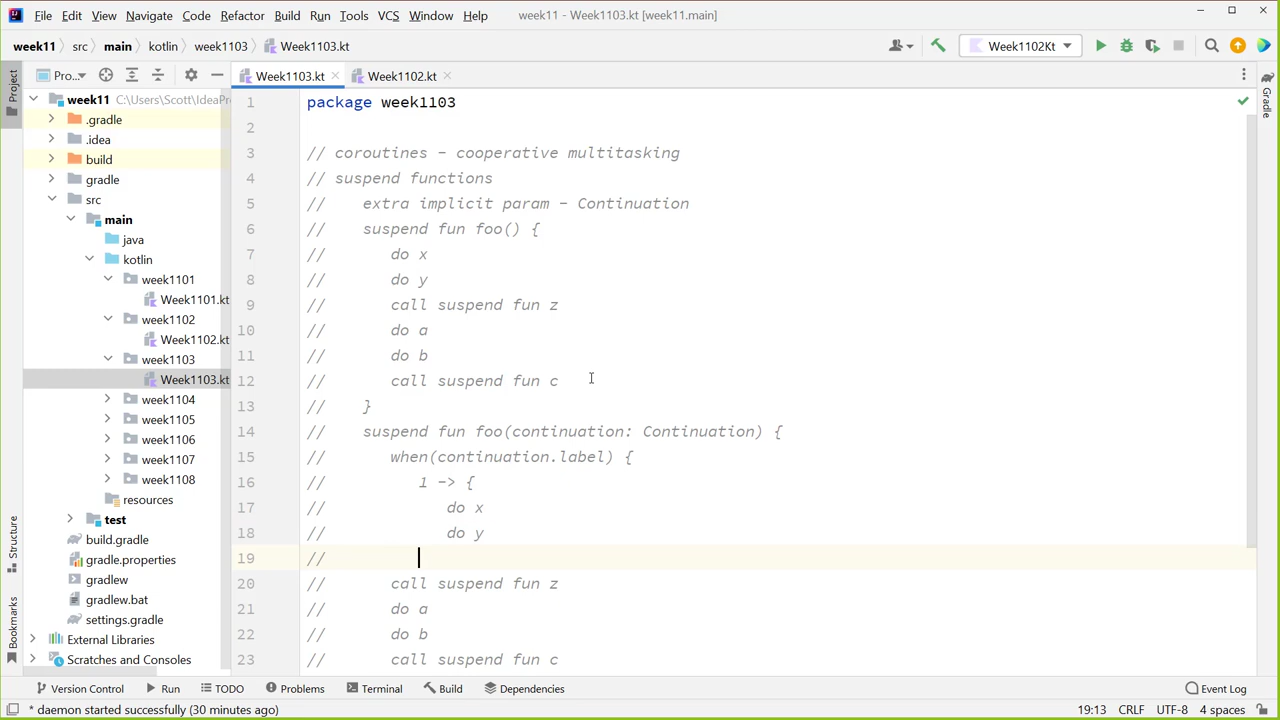 File Edit View Navigate Code Refactor Build Run Tools VCS Window Help week11 - Week1103.kt [week11.main]
week11 src main kotlin week1103 Week1103.kt Week1102Kt
Project Pro... Week1103.kt Week1102.kt Gradle
week11 C:\Users\Scott\IdeaPr
.gradle
.idea
build
gradle
src
main
java
kotlin
week1101
Week1101.kt
week1102
Week1102.kt
week1103
Week1103.kt
week1104
week1105
week1106
week1107
week1108
resources
test
build.gradle
gradle.properties
gradlew
gradlew.bat
settings.gradle
External Libraries
Scratches and Consoles
Structure
Bookmarks
1 package week1103
2
3 // coroutines - cooperative multitasking
4 // suspend functions
5 // extra implicit param - Continuation
6 // suspend fun foo() {
7 // do x
8 // do y
9 // call suspend fun z
10 // do a
11 // do b
12 // call suspend fun c
13 // }
14 // suspend fun foo(continuation: Continuation) {
15 // when(continuation.label) {
16 // 1 -> {
17 // do x
18 // do y
19 //
20 // call suspend fun z
21 // do a
22 // do b
23 // call suspend fun c
Version Control Run TODO Problems Terminal Build Dependencies Event Log
* daemon started successfully (30 minutes ago) 19:13 CRLF UTF-8 4 spaces